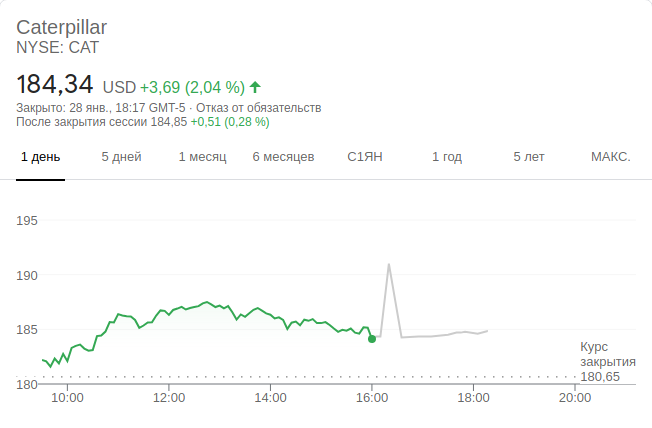 Caterpillar
NYSE: CAT
184,34 USD +3,69 (2,04 %)
Закрыто: 28 янв., 18:17 GMT-5 · Отказ от обязательств
После закрытия сессии 184,85 +0,51 (0,28 %)
1 день 5 дней 1 месяц 6 месяцев С1ЯН 1 год 5 лет МАКС.
195
190
185
180
Курс
закрытия
180,65
10:00 12:00 14:00 16:00 18:00 20:00